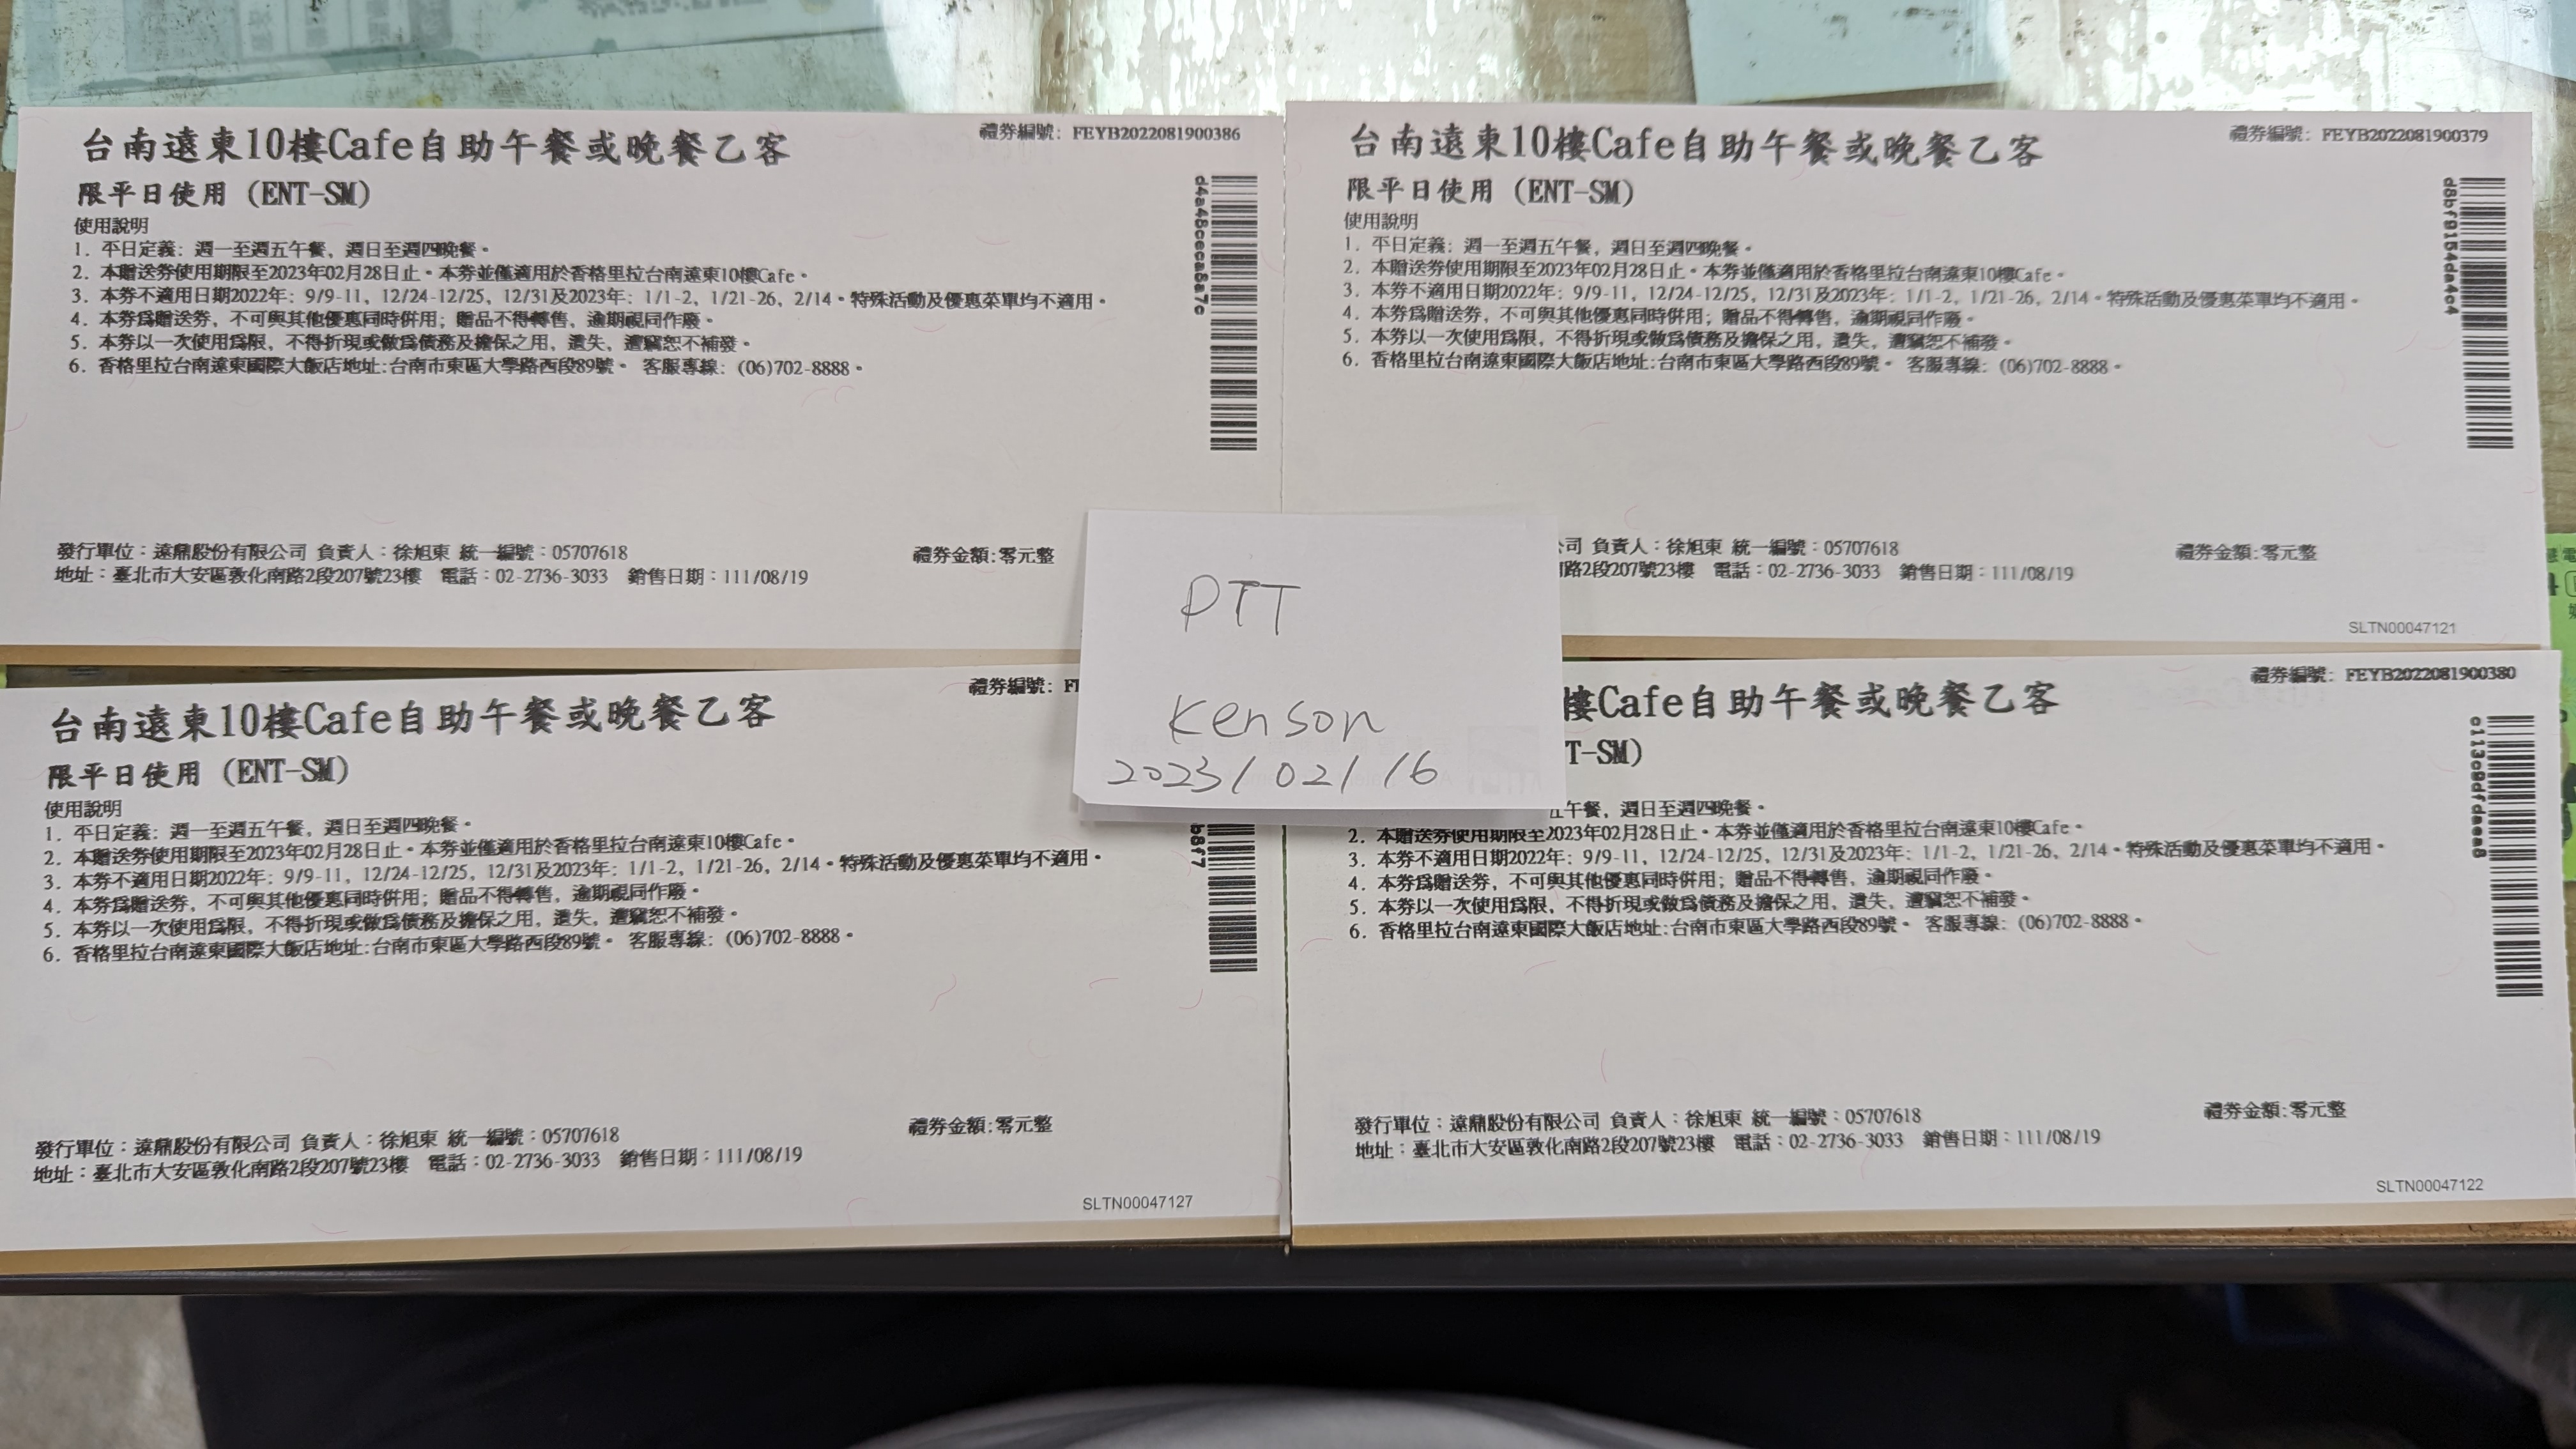 台南遠東10樓Cafe自助午餐或晚餐乙客
禮券編號：FEYB2022081900386
限平日使用 (ENT-SM)
使用說明
1. 平日定義：週一至週五午餐，週日至週四晚餐。
2. 本贈送券使用期限至2023年02月28日止。本券並僅適用於香格里拉台南遠東10樓Cafe。
3. 本券不適用日期2022年：9/9-11，12/24-12/25，12/31及2023年：1/1-2，1/21-26，2/14。特殊活動及優惠菜單均不適用。
4. 本券爲贈送券，不可與其他優惠同時併用；贈品不得轉售，逾期視同作廢。
5. 本券以一次使用爲限，不得折現或做爲債務及擔保之用，遺失，遭竊恕不補發。
6. 香格里拉台南遠東國際大飯店地址:台南市東區大學路西段89號。 客服專線：(06)702-8888。
d4a48ceca8a7c
發行單位：遠鼎股份有限公司 負責人：徐旭東 統一編號：05707618
禮券金額:零元整
地址：臺北市大安區敦化南路2段207號23樓 電話：02-2736-3033 銷售日期：111/08/19
台南遠東10樓Cafe自助午餐或晚餐乙客
禮券編號：FEYB2022081900379
限平日使用 (ENT-SM)
使用說明
1. 平日定義：週一至週五午餐，週日至週四晚餐。
2. 本贈送券使用期限至2023年02月28日止。本券並僅適用於香格里拉台南遠東10樓Cafe。
3. 本券不適用日期2022年：9/9-11，12/24-12/25，12/31及2023年：1/1-2，1/21-26，2/14。特殊活動及優惠菜單均不適用。
4. 本券爲贈送券，不可與其他優惠同時併用；贈品不得轉售，逾期視同作廢。
5. 本券以一次使用爲限，不得折現或做爲債務及擔保之用，遺失，遭竊恕不補發。
6. 香格里拉台南遠東國際大飯店地址:台南市東區大學路西段89號。 客服專線：(06)702-8888。
d8bf9154da4c4
公司 負責人：徐旭東 統一編號：05707618
禮券金額:零元整
路2段207號23樓 電話：02-2736-3033 銷售日期：111/08/19
SLTN00047121
PTT
Kenson
2023/02/16
台南遠東10樓Cafe自助午餐或晚餐乙客
禮券編號：F
限平日使用 (ENT-SM)
使用說明
1. 平日定義：週一至週五午餐，週日至週四晚餐。
2. 本贈送券使用期限至2023年02月28日止。本券並僅適用於香格里拉台南遠東10樓Cafe。
3. 本券不適用日期2022年：9/9-11，12/24-12/25，12/31及2023年：1/1-2，1/21-26，2/14。特殊活動及優惠菜單均不適用。
4. 本券爲贈送券，不可與其他優惠同時併用；贈品不得轉售，逾期視同作廢。
5. 本券以一次使用爲限，不得折現或做爲債務及擔保之用，遺失，遭竊恕不補發。
6. 香格里拉台南遠東國際大飯店地址:台南市東區大學路西段89號。 客服專線：(06)702-8888。
b8f7
發行單位：遠鼎股份有限公司 負責人：徐旭東 統一編號：05707618
禮券金額:零元整
地址：臺北市大安區敦化南路2段207號23樓 電話：02-2736-3033 銷售日期：111/08/19
SLTN00047127
樓Cafe自助午餐或晚餐乙客
禮券編號：FEYB2022081900380
T-SM)
五午餐，週日至週四晚餐。
2. 本贈送券使用期限至2023年02月28日止。本券並僅適用於香格里拉台南遠東10樓Cafe。
3. 本券不適用日期2022年：9/9-11，12/24-12/25，12/31及2023年：1/1-2，1/21-26，2/14。特殊活動及優惠菜單均不適用。
4. 本券爲贈送券，不可與其他優惠同時併用；贈品不得轉售，逾期視同作廢。
5. 本券以一次使用爲限，不得折現或做爲債務及擔保之用，遺失，遭竊恕不補發。
6. 香格里拉台南遠東國際大飯店地址:台南市東區大學路西段89號。 客服專線：(06)702-8888。
c113c9dfdaea8
發行單位：遠鼎股份有限公司 負責人：徐旭東 統一編號：05707618
禮券金額:零元整
地址：臺北市大安區敦化南路2段207號23樓 電話：02-2736-3033 銷售日期：111/08/19
SLTN00047122